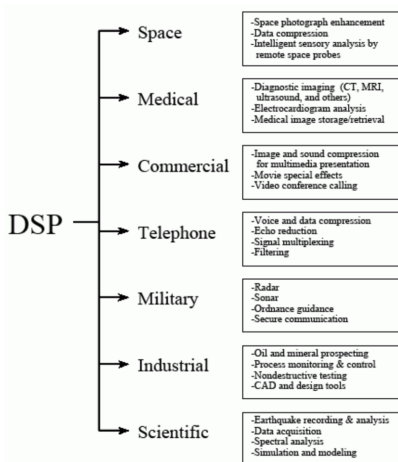 DSP
Space
-Space photograph enhancement
-Data compression
-Intelligent sensory analysis by
remote space probes
Medical
-Diagnostic imaging (CT, MRI,
ultrasound, and others)
-Electrocardiogram analysis
-Medical image storage/retrieval
Commercial
-Image and sound compression
for multimedia presentation
-Movie special effects
-Video conference calling
Telephone
-Voice and data compression
-Echo reduction
-Signal multiplexing
-Filtering
Military
-Radar
-Sonar
-Ordnance guidance
-Secure communication
Industrial
-Oil and mineral prospecting
-Process monitoring & control
-Nondestructive testing
-CAD and design tools
Scientific
-Earthquake recording & analysis
-Data acquisition
-Spectral analysis
-Simulation and modeling